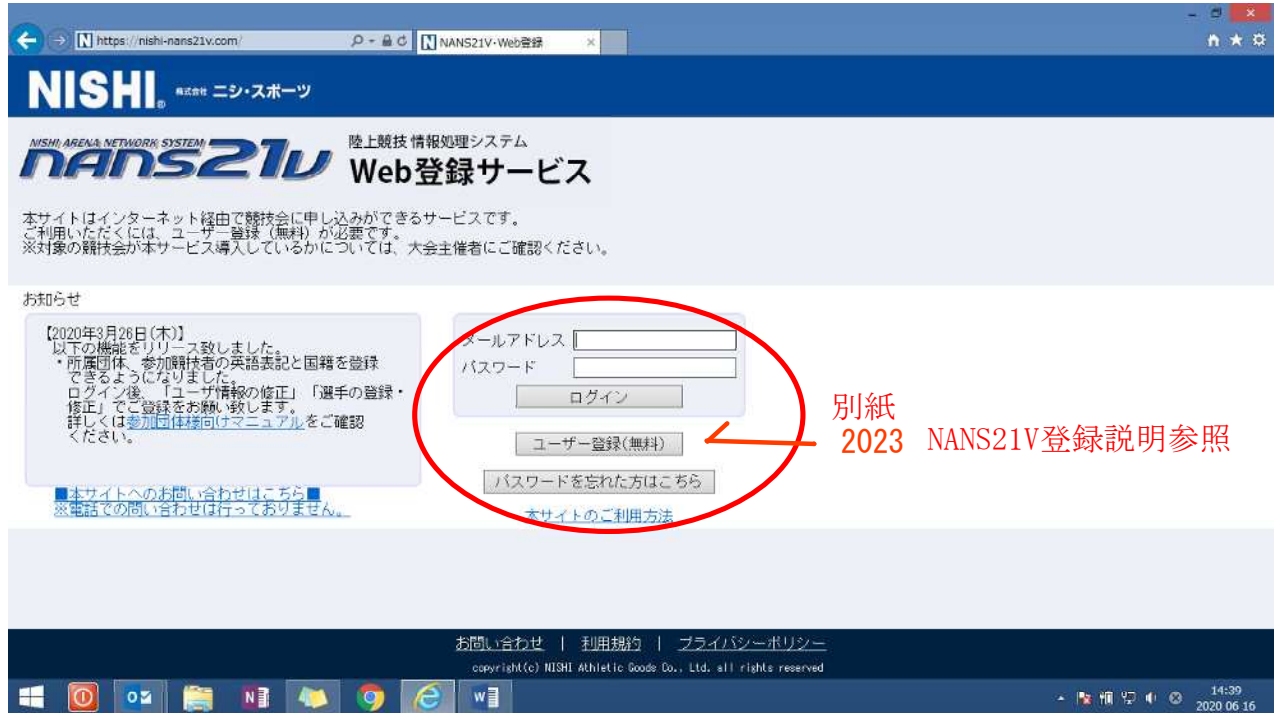 https://nishi-nans21v.com/
NANS21V-Web登録
NISHI® 株式会社 ニシ・スポーツ
NISHI ARENA NETWORK SYSTEM
nans21v
陸上競技 情報処理システム
Web登録サービス
本サイトはインターネット経由で競技会に申し込みができるサービスです。
ご利用いただくには、ユーザー登録（無料）が必要です。
※対象の競技会が本サービス導入しているかについては、大会主催者にご確認ください。
お知らせ
【2020年3月26日(木)】
以下の機能をリリース致しました。
・所属団体、参加競技者の英語表記と国籍を登録
できるようになりました。
ログイン後、「ユーザ情報の修正」「選手の登録・
修正」でご登録をお願い致します。
詳しくは参加団体様向けマニュアルをご確認
ください。
■本サイトへのお問い合わせはこちら■
※電話での問い合わせは行っておりません。
メールアドレス
パスワード
ログイン
ユーザー登録(無料)
パスワードを忘れた方はこちら
本サイトのご利用方法
別紙
2023 NANS21V登録説明参照
お問い合わせ | 利用規約 | プライバシーポリシー
copyright(c) NISHI Athletic Goods Co., Ltd. all rights reserved
14:39
2020 06 16